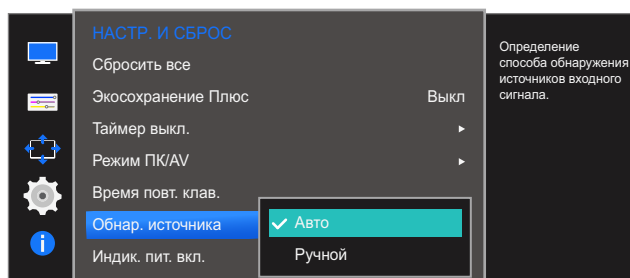 НАСТР. И СБРОС
Сбросить все
Экосохранение Плюс Выкл
Таймер выкл.
Режим ПК/AV
Время повт. клав.
Обнар. источника
Авто
Ручной
Индик. пит. вкл.
Определение
способа обнаружения
источников входного
сигнала.